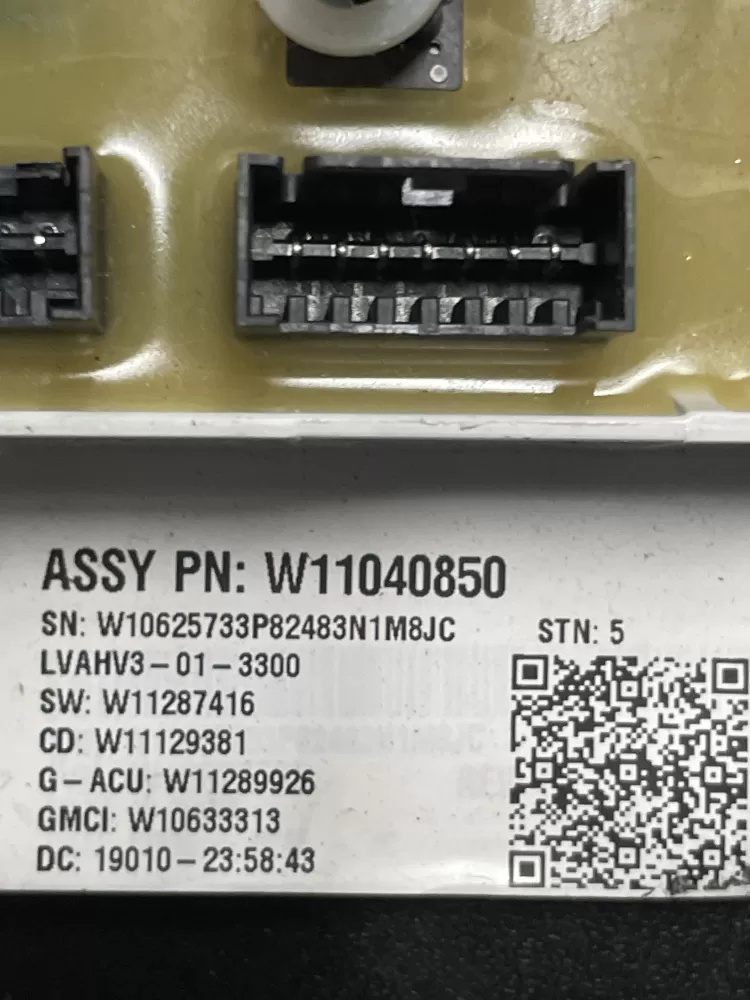 ASSY PN: W11040850
SN: W10625733P82483N1M8JC STN: 5
LVAHV3-01-3300
SW: W11287416
CD: W11129381
G-ACU: W11289926
GMCI: W10633313
DC: 19010-23:58:43